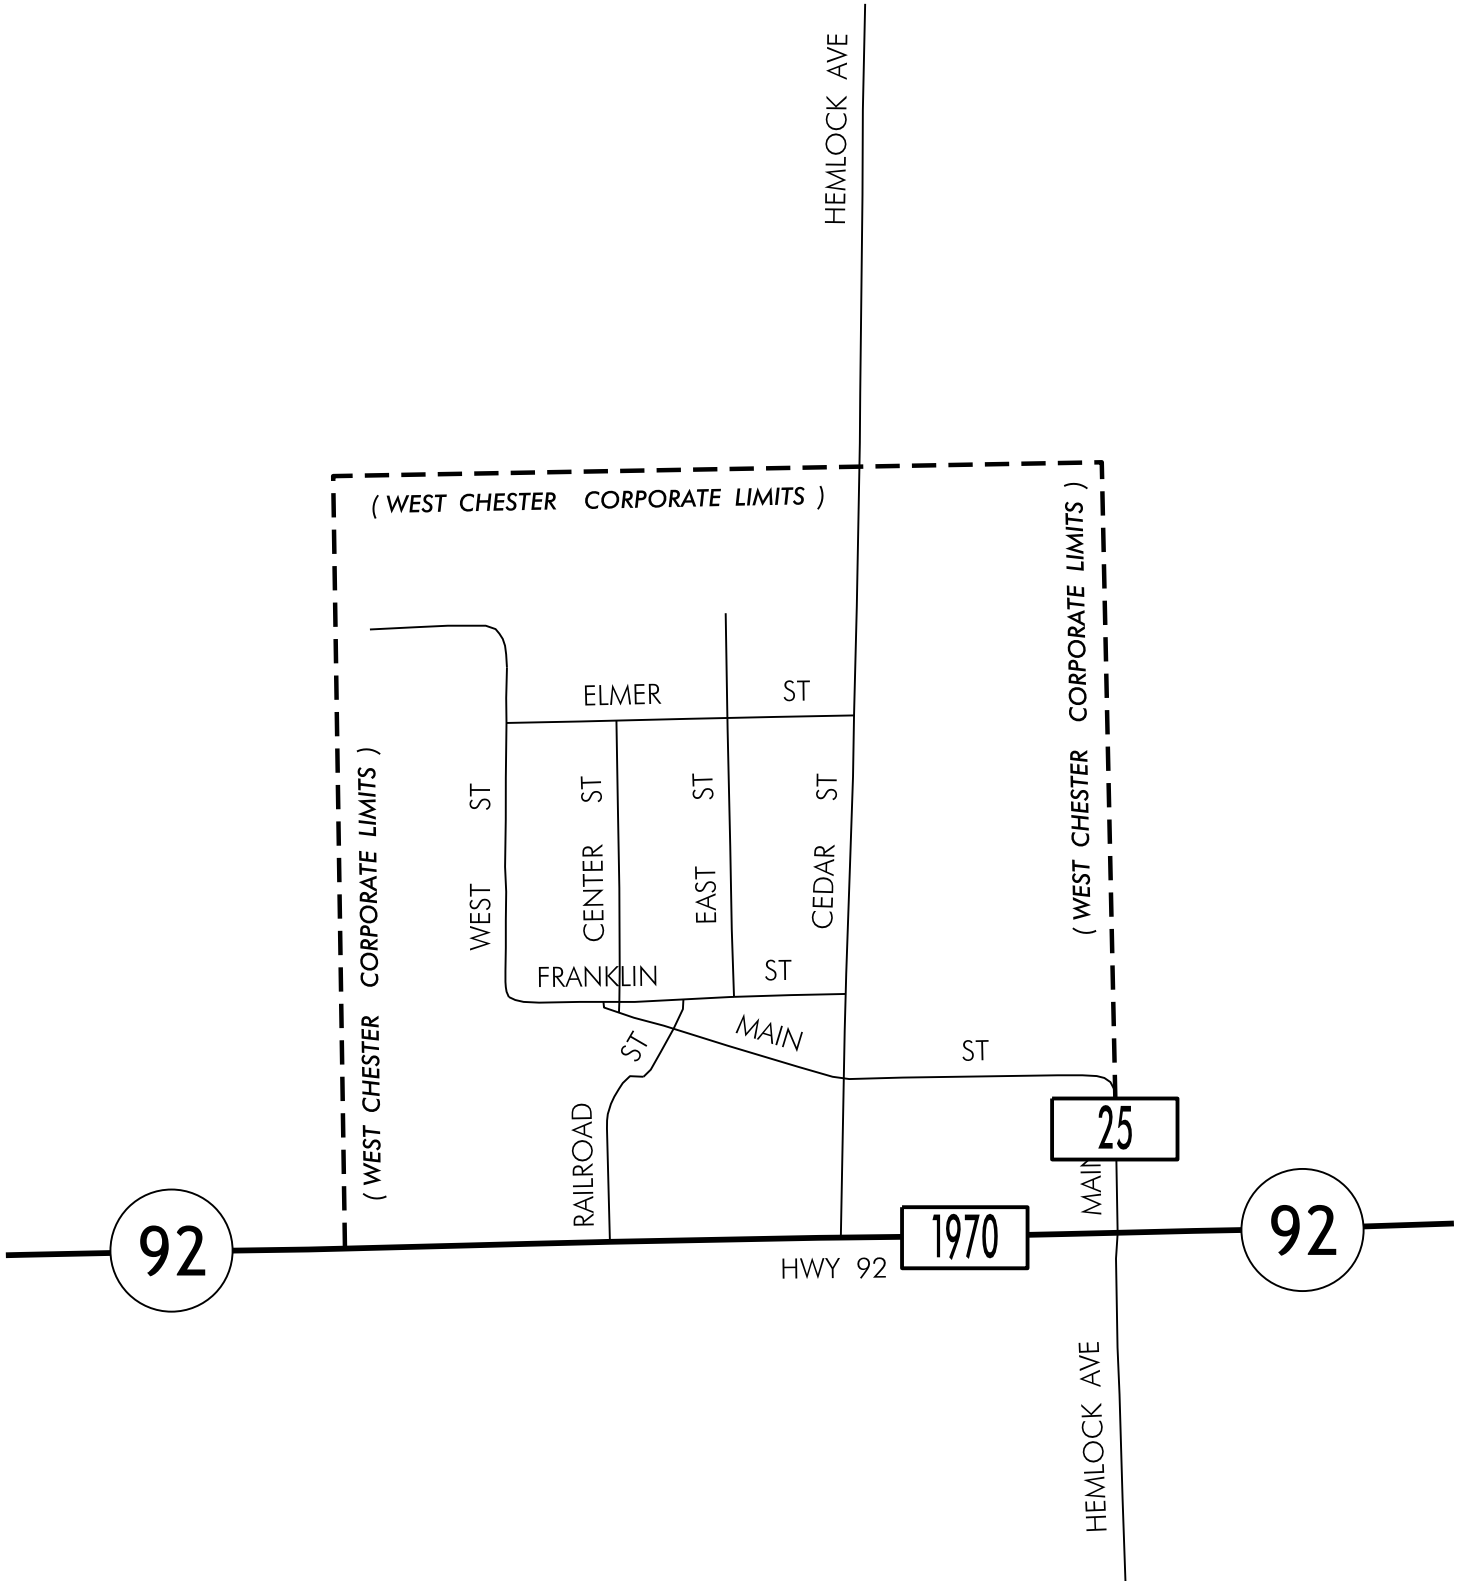 HEMLOCK AVE
( WEST CHESTER CORPORATE LIMITS )
( WEST CHESTER CORPORATE LIMITS )
( WEST CHESTER CORPORATE LIMITS )
ELMER ST
WEST ST
CENTER ST
EAST ST
CEDAR ST
FRANKLIN ST
MAIN ST
RAILROAD ST
25
MAIN
92
1970
92
HWY 92
HEMLOCK AVE